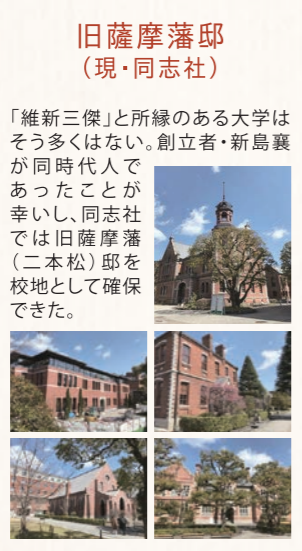 旧薩摩藩邸
（現・同志社）
「維新三傑」と所縁のある大学は
そう多くはない。創立者・新島襄
が同時代人で
あったことが
幸いし、同志社
では旧薩摩藩
（二本松）邸を
校地として確保
できた。